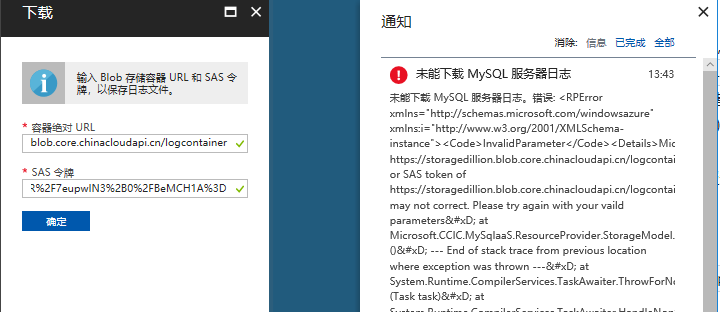 下载
输入 Blob 存储容器 URL 和 SAS 令
牌，以保存日志文件。
* 容器绝对 URL
blob.core.chinacloudapi.cn/logcontainer
* SAS 令牌
R%2F7eupwIN3%2B0%2FBeMCH1A%3D
确定
通知
消除: 信息 已完成 全部
未能下载 MySQL 服务器日志 13:43
未能下载 MySQL 服务器日志。错误: <RPError
xmlns="http://schemas.microsoft.com/windowsazure"
xmlns:i="http://www.w3.org/2001/XMLSchema-
instance"><Code>InvalidParameter</Code><Details>Mic
https://storagedillion.blob.core.chinacloudapi.cn/logcontai
or SAS token of
https://storagedillion.blob.core.chinacloudapi.cn/logcontai
may not correct. Please try again with your vaild
parameters&#xD; at
Microsoft.CCIC.MySqlaaS.ResourceProvider.StorageModel.
()&#xD; --- End of stack trace from previous location
where exception was thrown ---&#xD; at
System.Runtime.CompilerServices.TaskAwaiter.ThrowForNo
(Task task)&#xD; at
System.Runtime.CompilerServices.TaskAwaiter.HandleNon